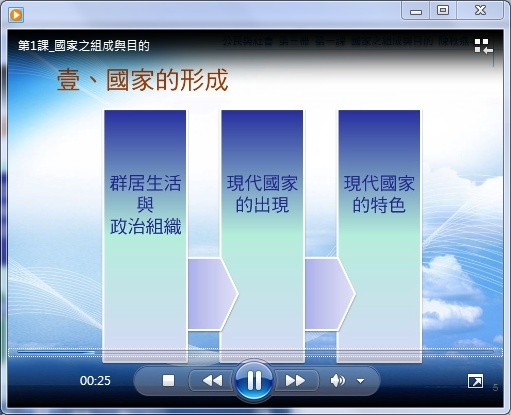 第1課_國家之組成與目的
壹、國家的形成
群居生活
與
政治組織
現代國家
的出現
現代國家
的特色
00:25
5